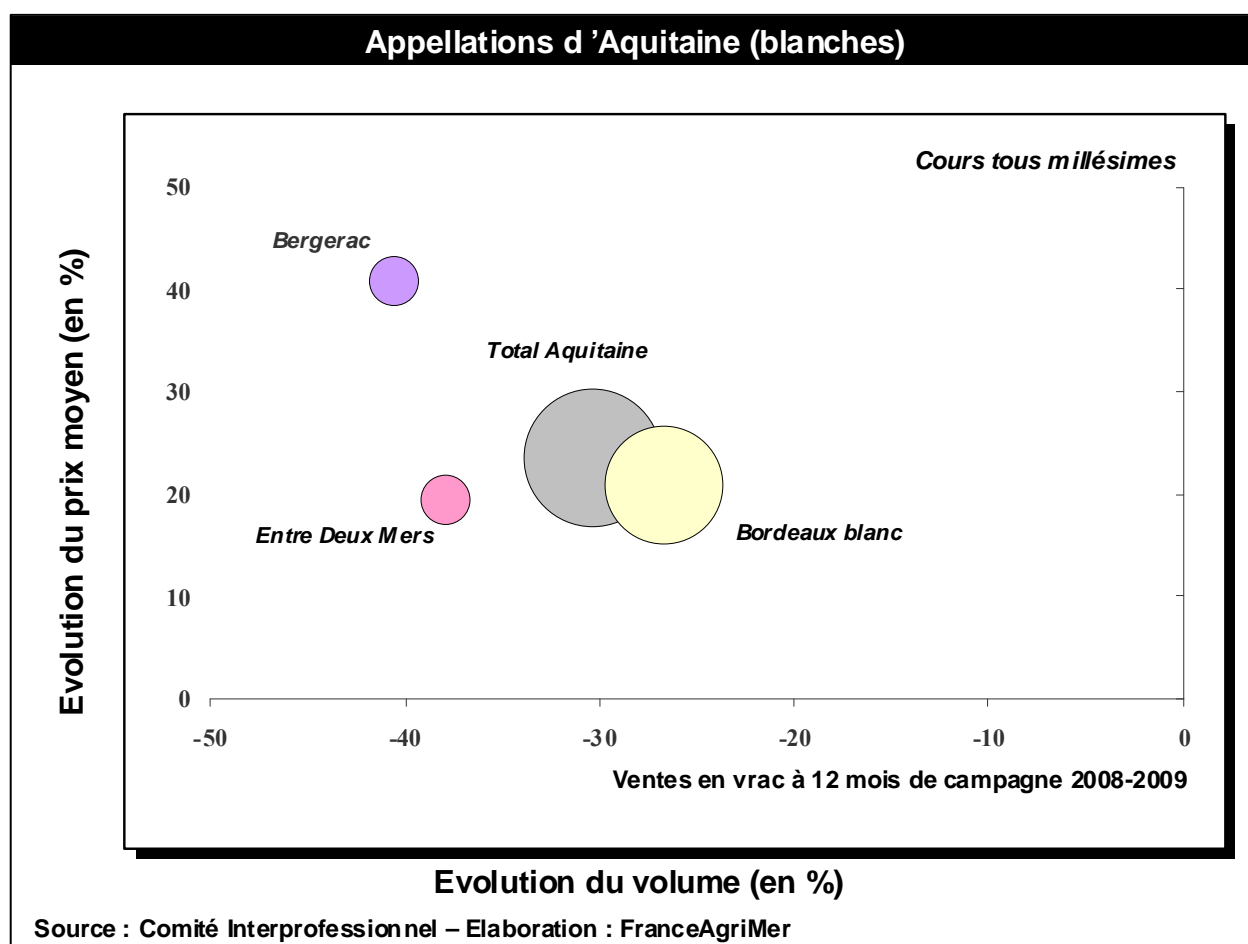 Appellations d ’Aquitaine (blanches)
Cours tous millésimes
50
Bergerac
40
Total Aquitaine
30
20
Entre Deux Mers
Bordeaux blanc
10
0
-50 -40 -30 -20 -10 0
Evolution du prix moyen (en %)
Ventes en vrac à 12 mois de campagne 2008-2009
Evolution du volume (en %)
Source : Comité Interprofessionnel – Elaboration : FranceAgriMer